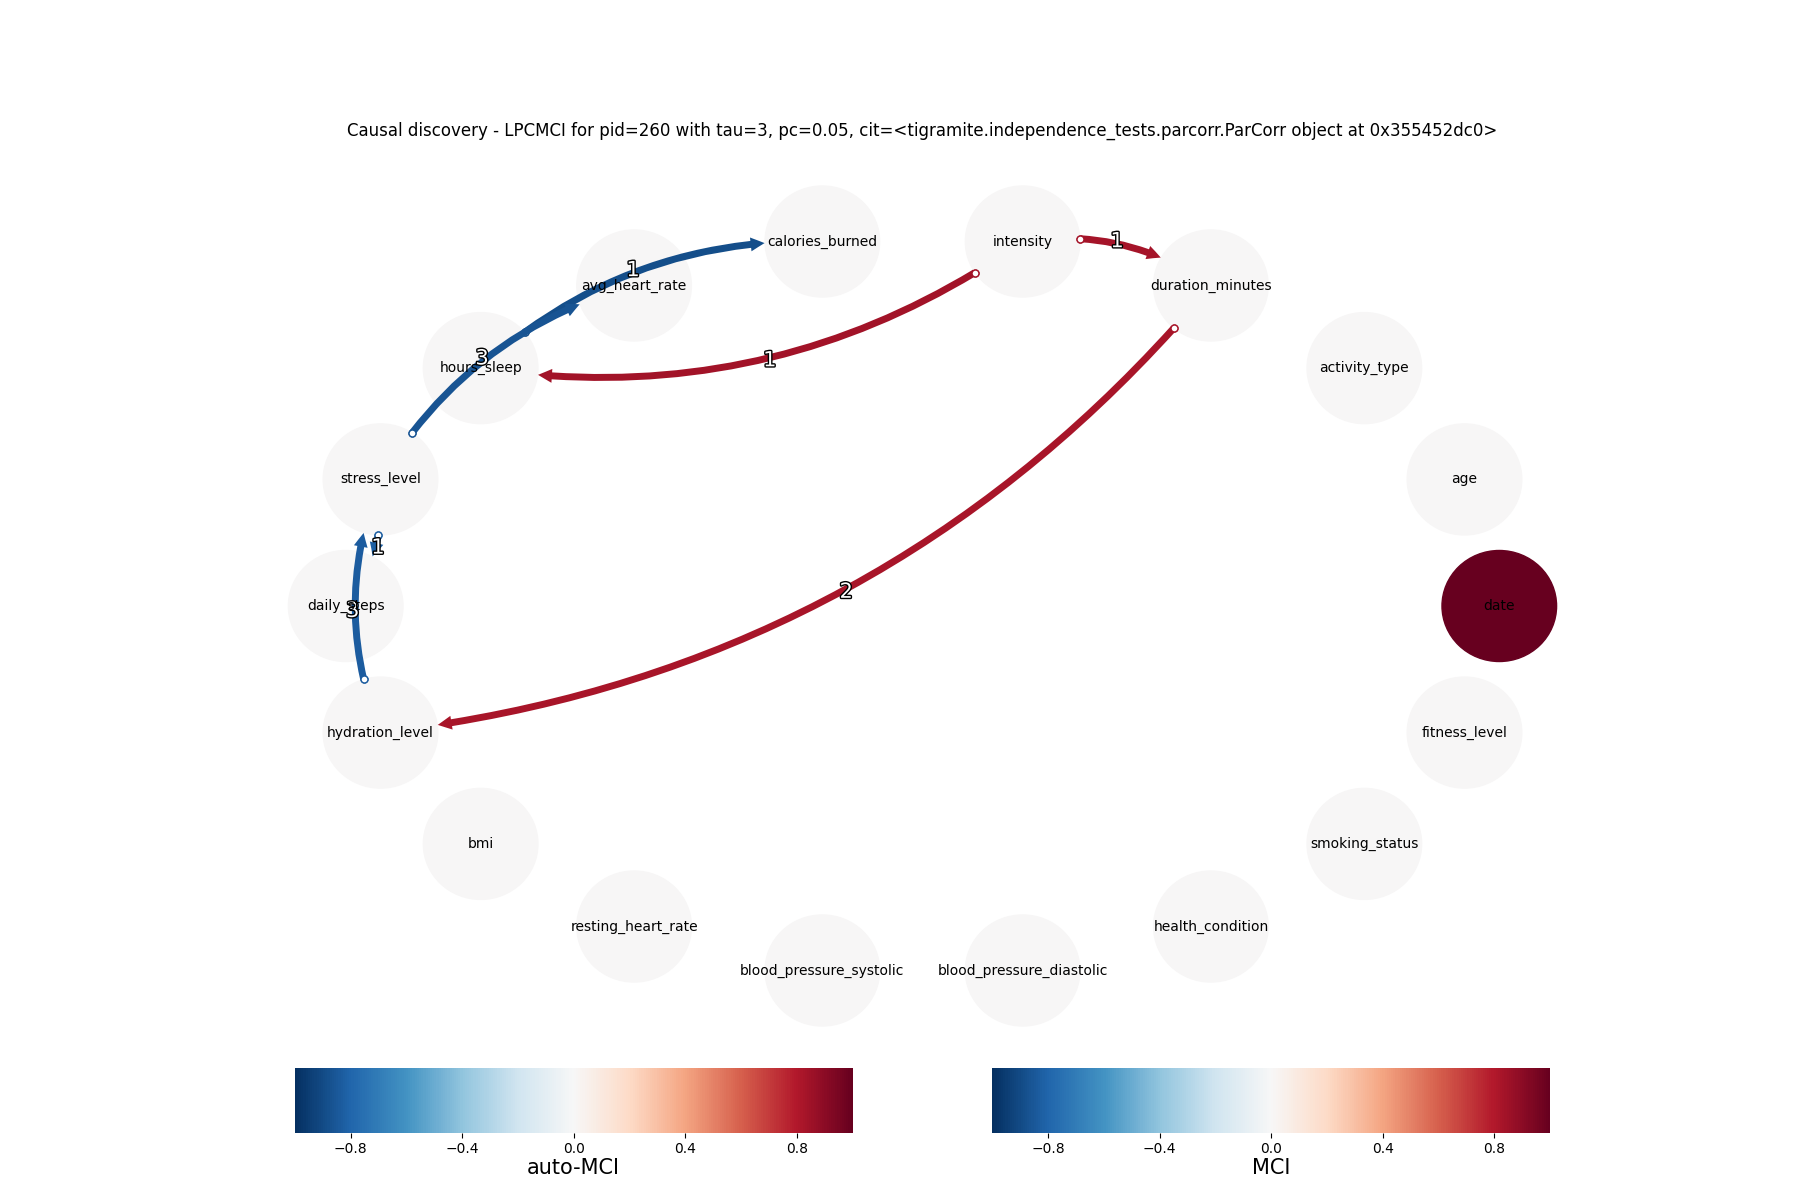 Causal discovery - LPCMCI for pid=260 with tau=3, pc=0.05, cit=<tigramite.independence_tests.parcorr.ParCorr object at 0x355452dc0>
calories_burned
intensity
1
1
avg_heart_rate
duration_minutes
3
1
hours_sleep
activity_type
stress_level
age
1
2
daily_steps
3
date
hydration_level
fitness_level
bmi
smoking_status
resting_heart_rate
health_condition
blood_pressure_systolic
blood_pressure_diastolic
−0.8 −0.4 0.0 0.4 0.8
auto-MCI
−0.8 −0.4 0.0 0.4 0.8
MCI